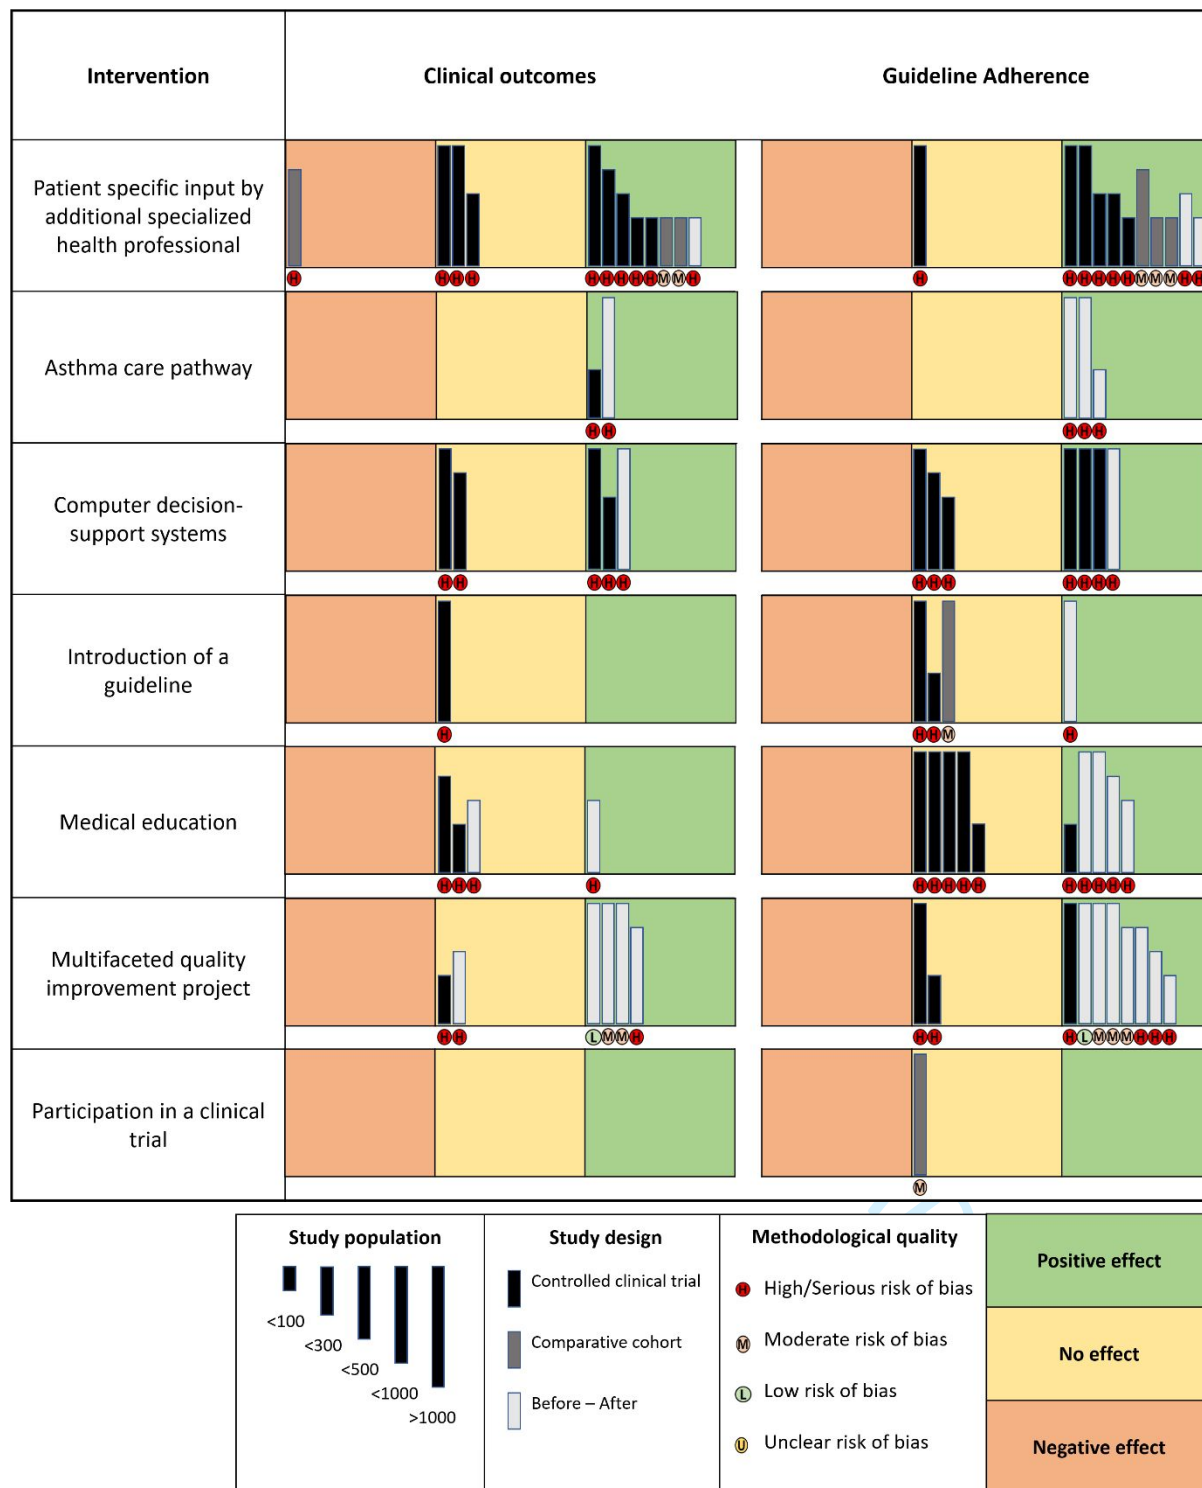 Intervention
Clinical outcomes
Guideline Adherence
Patient specific input by
additional specialized
health professional
H
H H H
H H H H H M M H
H
H H H H H M M M H H
Asthma care pathway
H H
H H H
Computer decision-
support systems
H H
H H H
H H H
H H H H
Introduction of a
guideline
H
H H M
H
Medical education
H H H
H
H H H H H
H H H H H
Multifaceted quality
improvement project
H H
L M M H
H H
H L M M M H H H
Participation in a clinical
trial
M
Study population
<100
<300
<500
<1000
>1000
Study design
Controlled clinical trial
Comparative cohort
Before – After
Methodological quality
H High/Serious risk of bias
M Moderate risk of bias
L Low risk of bias
U Unclear risk of bias
Positive effect
No effect
Negative effect